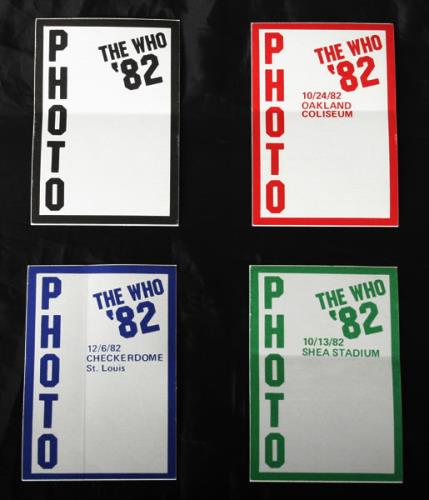 PHOTO
THE WHO
'82
PHOTO
THE WHO
'82
10/24/82
OAKLAND
COLISEUM
PHOTO
THE WHO
'82
12/6/82
CHECKERDOME
St. Louis
PHOTO
THE WHO
'82
10/13/82
SHEA STADIUM